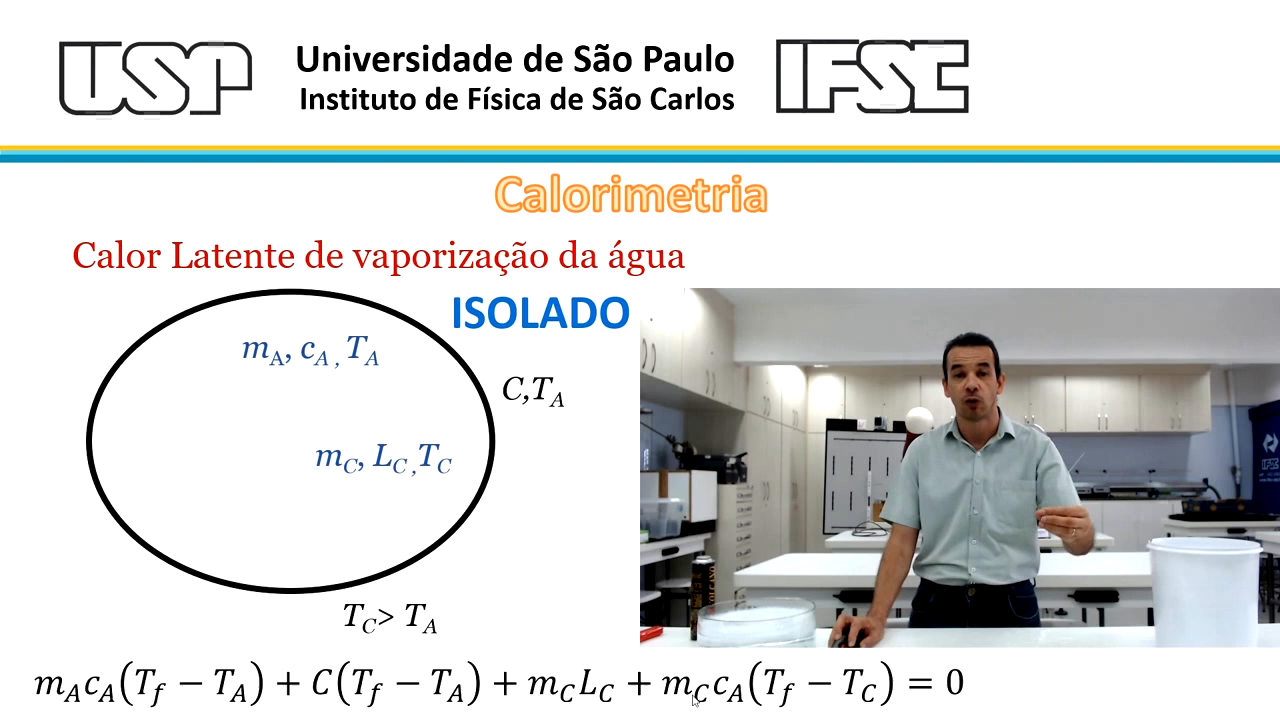 USP
Universidade de São Paulo
Instituto de Física de São Carlos
IFSC
Calorimetria
Calor Latente de vaporização da água
ISOLADO
m_A, c_A, T_A
C,T_A
m_C, L_C,T_C
T_C> T_A
m_A c_A(T_f − T_A) + C(T_f − T_A) + m_C L_C + m_C c_A(T_f − T_C) = 0
IFSC